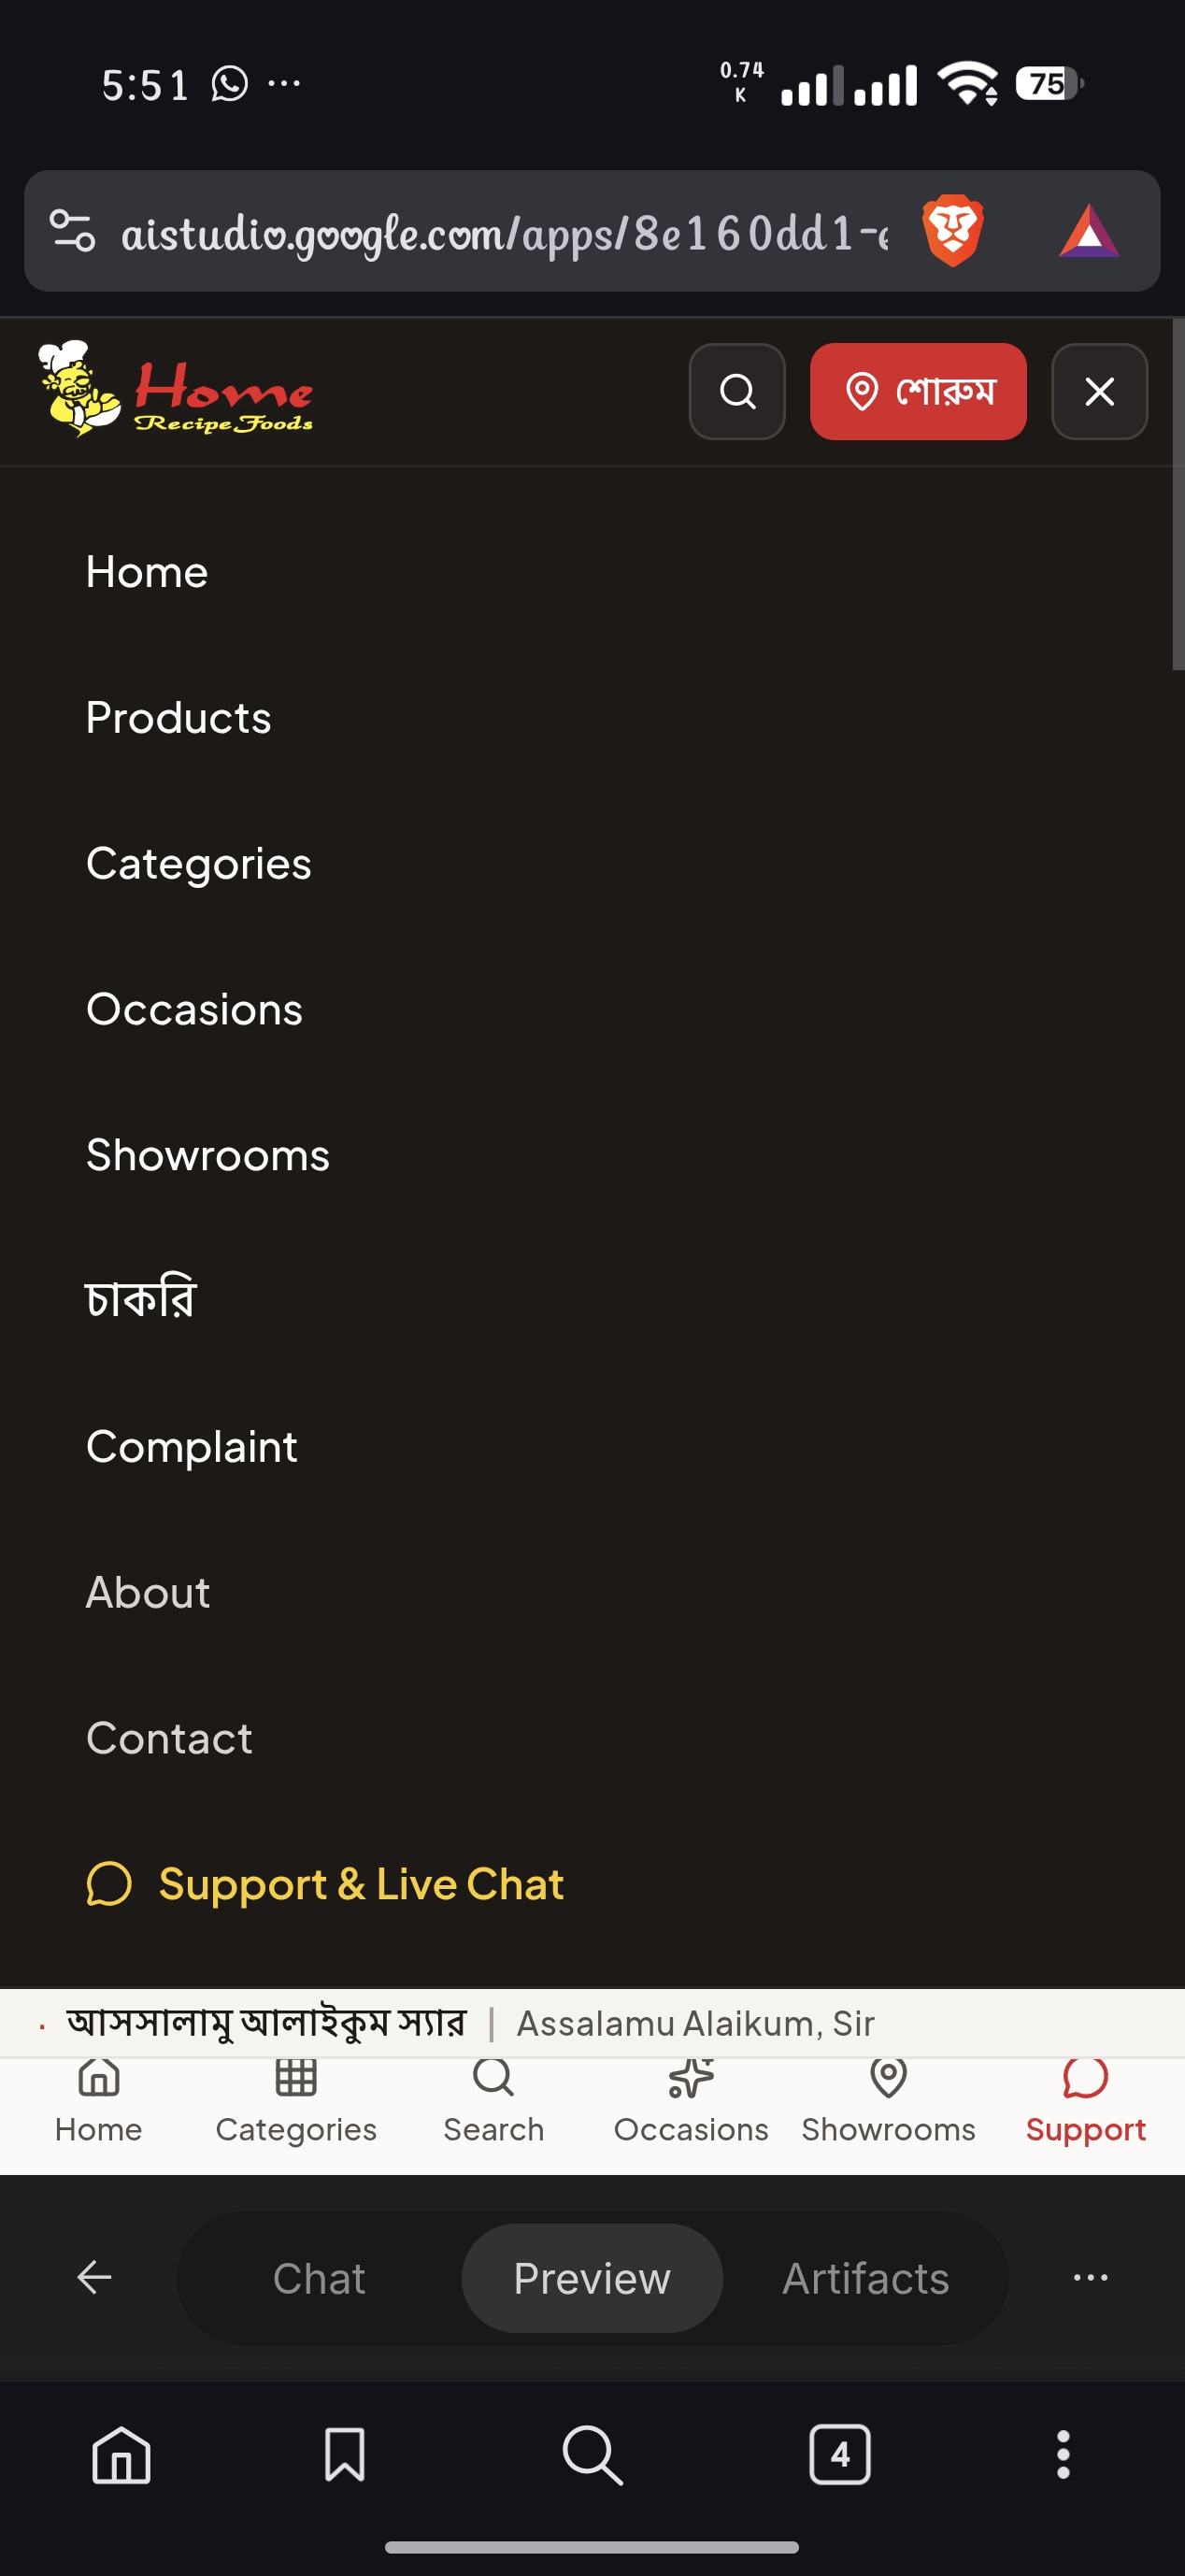 5:51
0.74
K
75
aistudio.google.com/apps/8e160dd1-
Home
RecipeFoods
শোরুম
Home
Products
Categories
Occasions
Showrooms
চাকরি
Complaint
About
Contact
Support & Live Chat
আসসালামু আলাইকুম স্যার | Assalamu Alaikum, Sir
Home Categories Search Occasions Showrooms Support
Chat Preview Artifacts
4